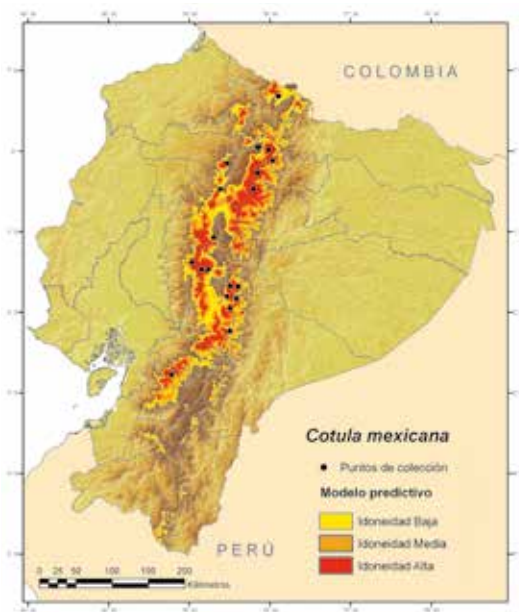 COLOMBIA
Cotula mexicana
Puntos de colección
Modelo predictivo
Idoneidad Baja
Idoneidad Media
Idoneidad Alta
PERÚ
0 25 50 100 150 200
Kilómetros